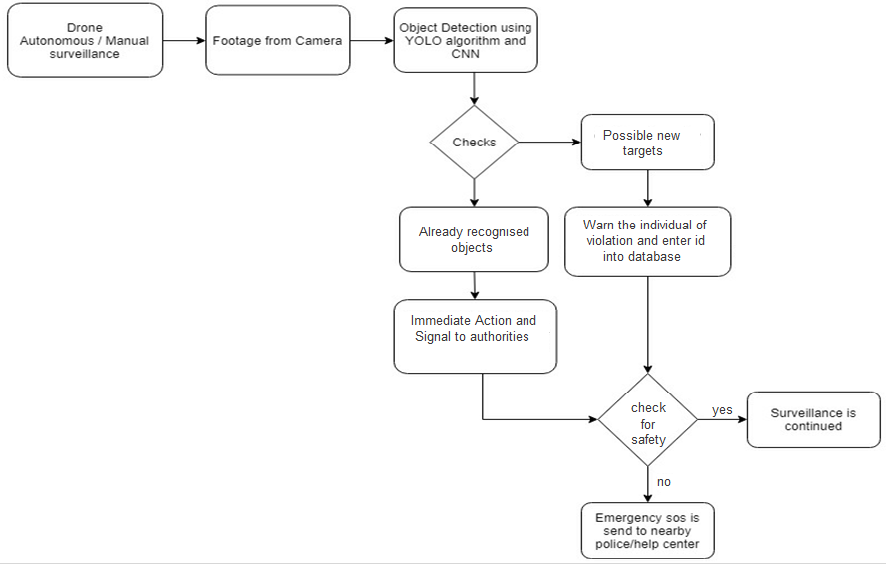 Drone
Autonomous / Manual
surveillance
Footage from Camera
Object Detection using
YOLO algorithm and
CNN
Checks
Possible new
targets
Already recognised
objects
Warn the individual of
violation and enter id
into database
Immediate Action and
Signal to authorities
check
for
safety
yes
Surveillance is
continued
no
Emergency sos is
send to nearby
police/help center